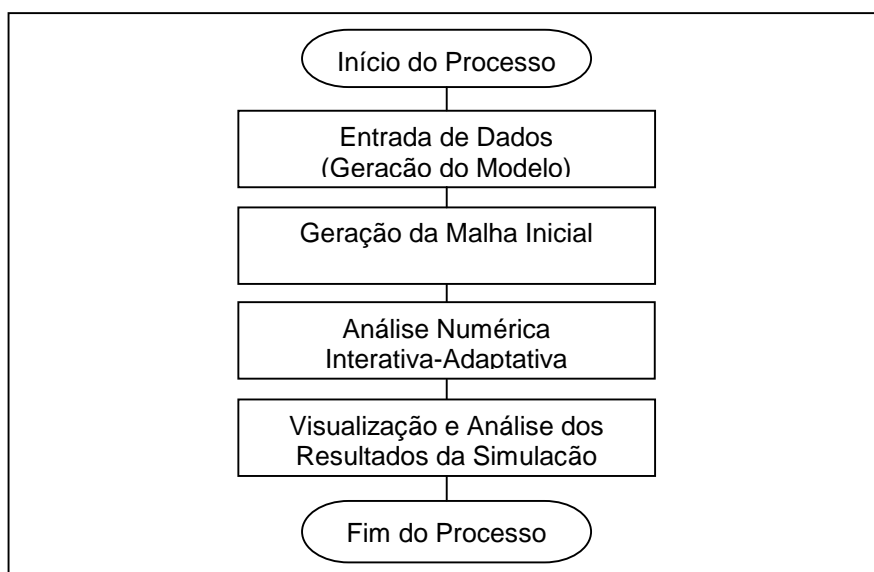 Início do Processo
Entrada de Dados
(Geração do Modelo)
Geração da Malha Inicial
Análise Numérica
Interativa-Adaptativa
Visualização e Análise dos
Resultados da Simulação
Fim do Processo